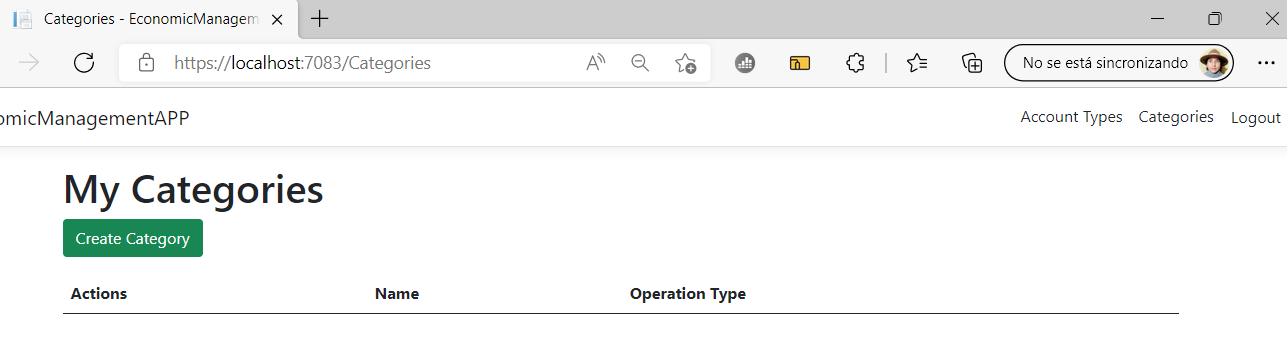 Categories - EconomicManagem
https://localhost:7083/Categories
No se está sincronizando
omicManagementAPP
Account Types
Categories
Logout
My Categories
Create Category
Actions Name Operation Type